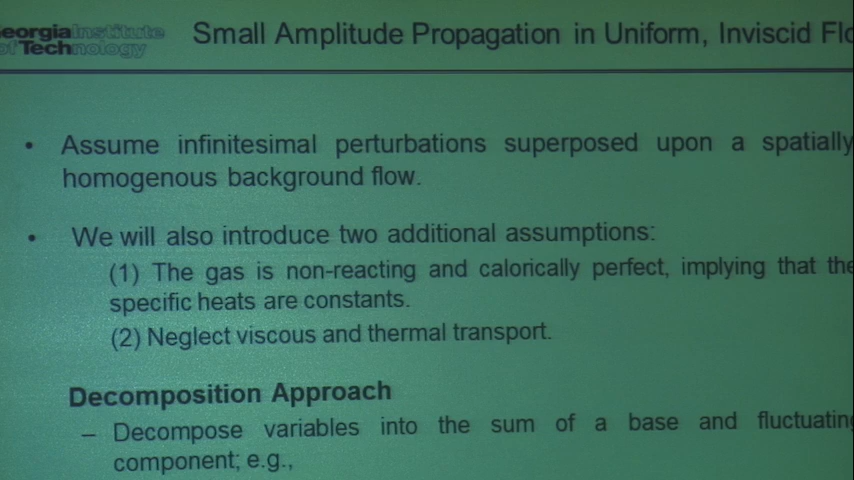 Georgia Institute
of Technology
Small Amplitude Propagation in Uniform, Inviscid Flo
• Assume infinitesimal perturbations superposed upon a spatially
homogenous background flow.
• We will also introduce two additional assumptions:
(1) The gas is non-reacting and calorically perfect, implying that the
specific heats are constants.
(2) Neglect viscous and thermal transport.
Decomposition Approach
– Decompose variables into the sum of a base and fluctuating
component; e.g.,